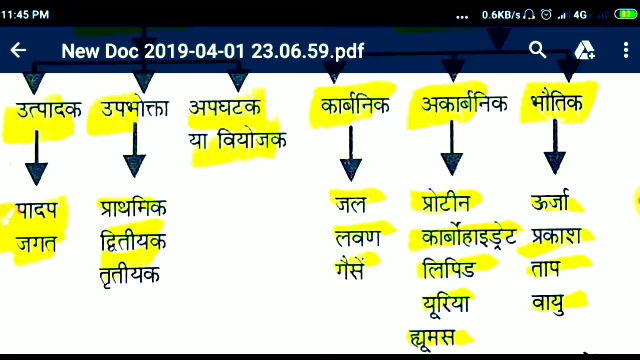 11:45 PM ... 0.6KB/s 4G 92
New Doc 2019-04-01 23.06.59.pdf
उत्पादक उपभोक्ता अपघटक कार्बनिक अकार्बनिक भौतिक
या वियोजक
पादप प्राथमिक जल प्रोटीन ऊर्जा
जगत द्वितीयक लवण कार्बोहाइड्रेट प्रकाश
तृतीयक गैसें लिपिड ताप
यूरिया वायु
ह्यूमस